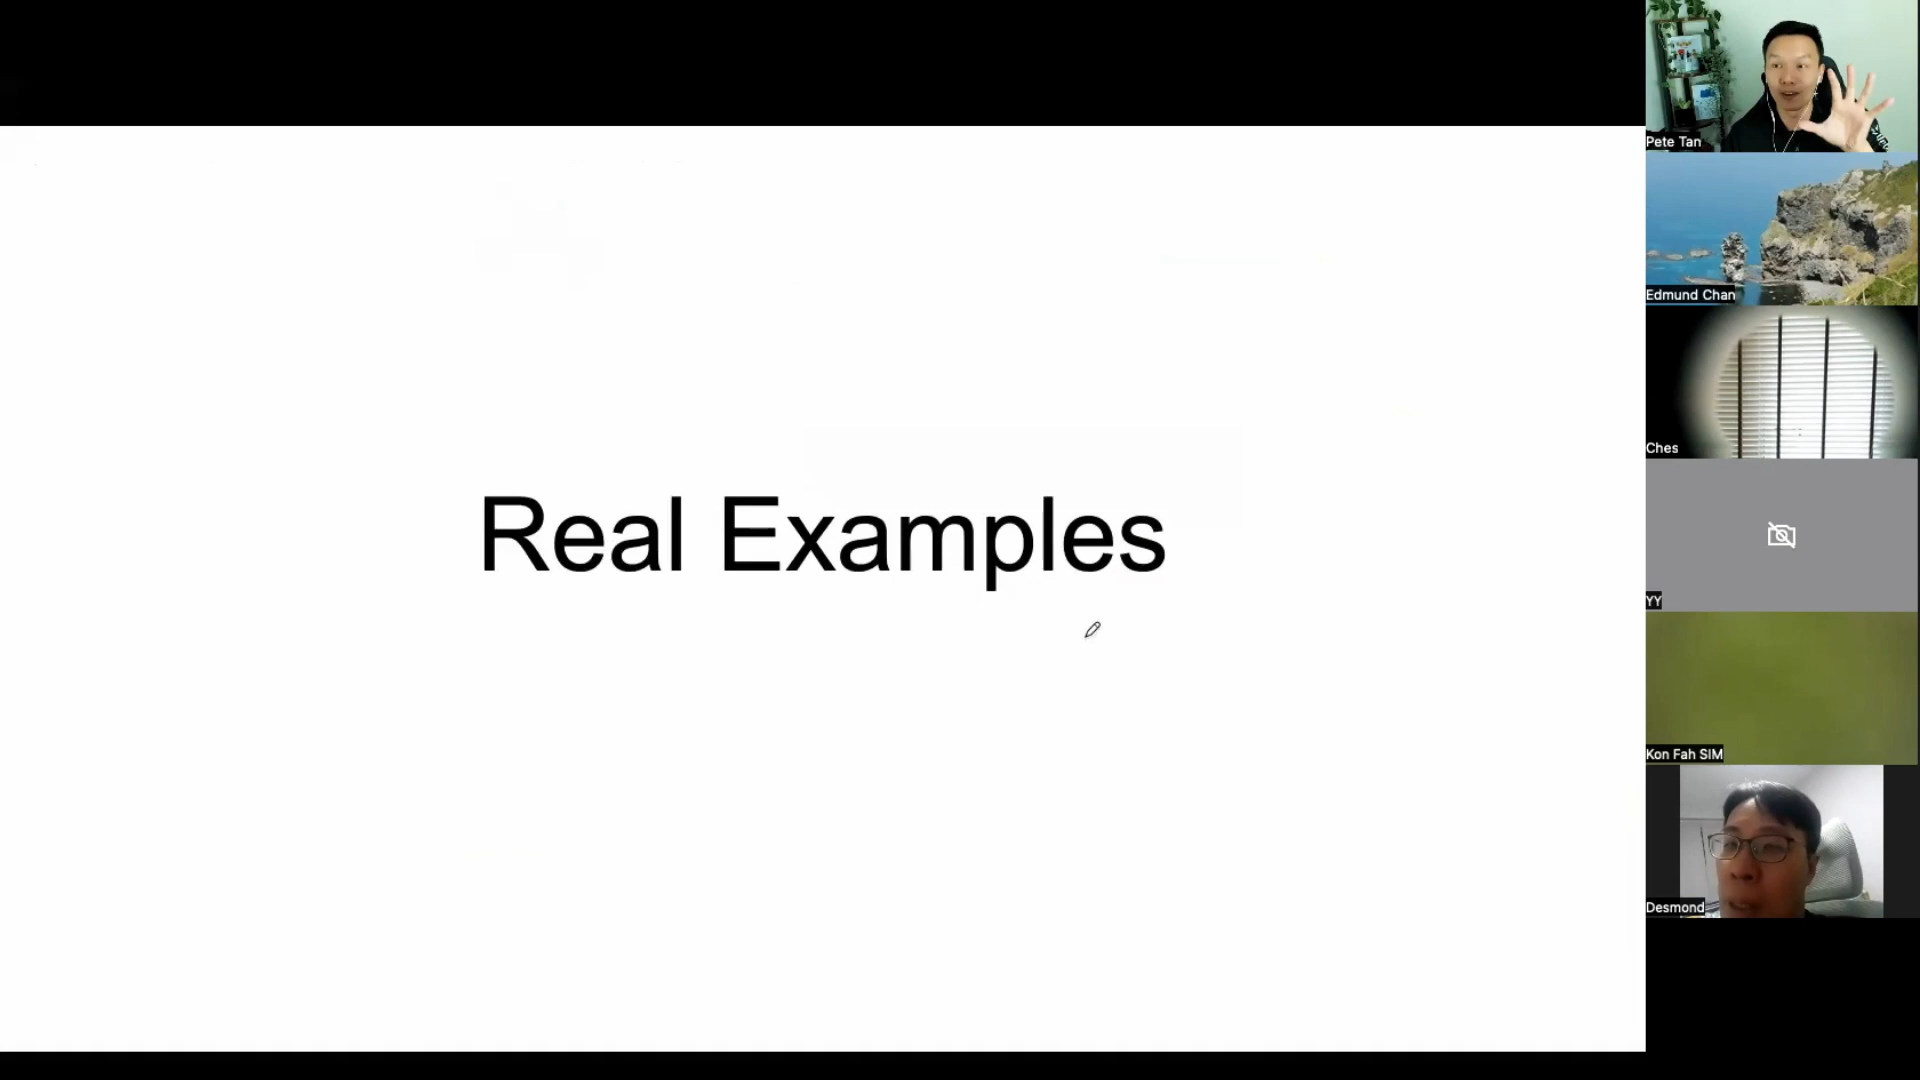 Real Examples
Pete Tan
Edmund Chan
Ches
YY
Kon Fah SIM
Desmond